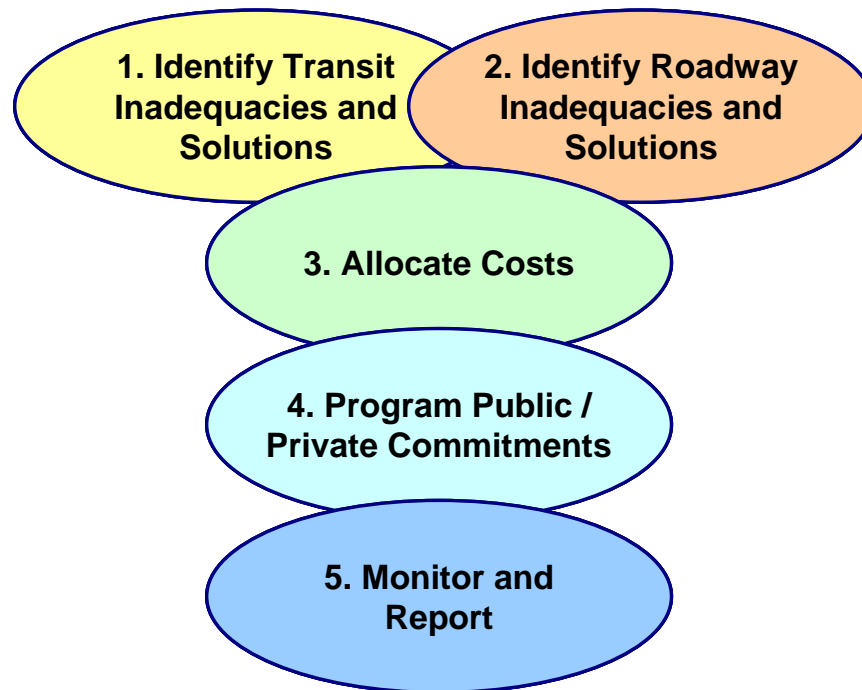 1. Identify Transit
Inadequacies and
Solutions
2. Identify Roadway
Inadequacies and
Solutions
3. Allocate Costs
4. Program Public /
Private Commitments
5. Monitor and
Report